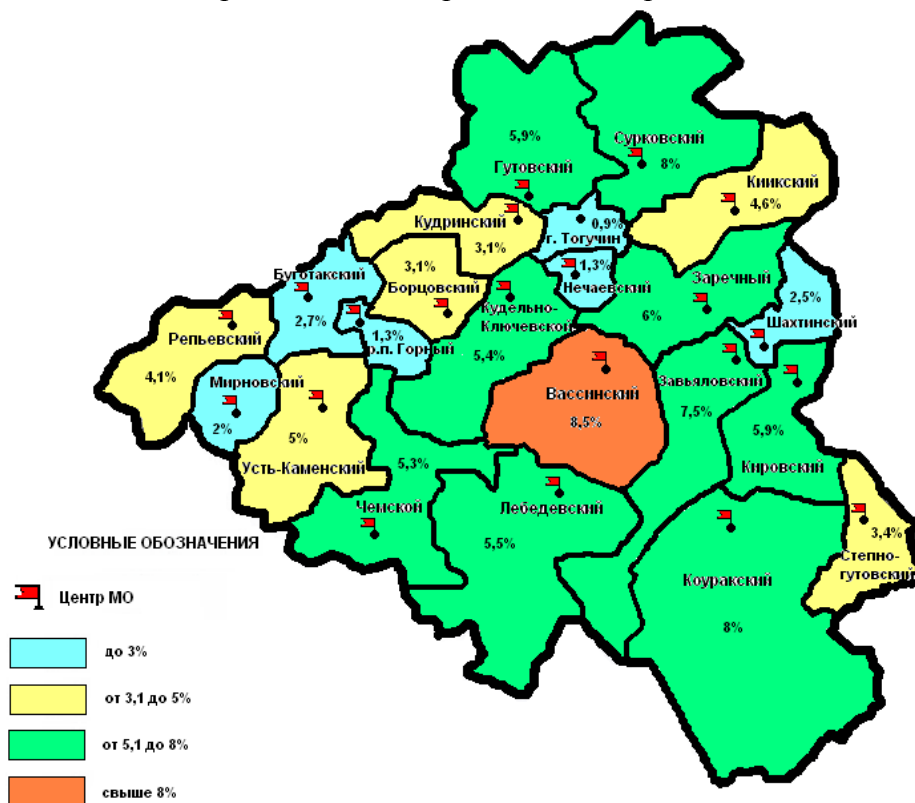 5,9%
Гутовский
Сурковский
8%
Киикский
4,6%
Кудринский
3,1%
0,9%
г. Тогучин
1,3%
Нечаевский
Заречный
6%
2,5%
Шахтинский
Буготакский
2,7%
3,1%
Борцовский
Кудельно-
Ключевской
5,4%
1,3%
р.п. Горный
Репьевский
4,1%
Мирновский
2%
Вассинский
8,5%
Завьяловский
7,5%
5,9%
Кировский
5%
Усть-Каменский
5,3%
Чемской
Лебедевский
5,5%
3,4%
Степно-
гутовский
Коуракский
8%
УСЛОВНЫЕ ОБОЗНАЧЕНИЯ
Центр МО
до 3%
от 3,1 до 5%
от 5,1 до 8%
свыше 8%